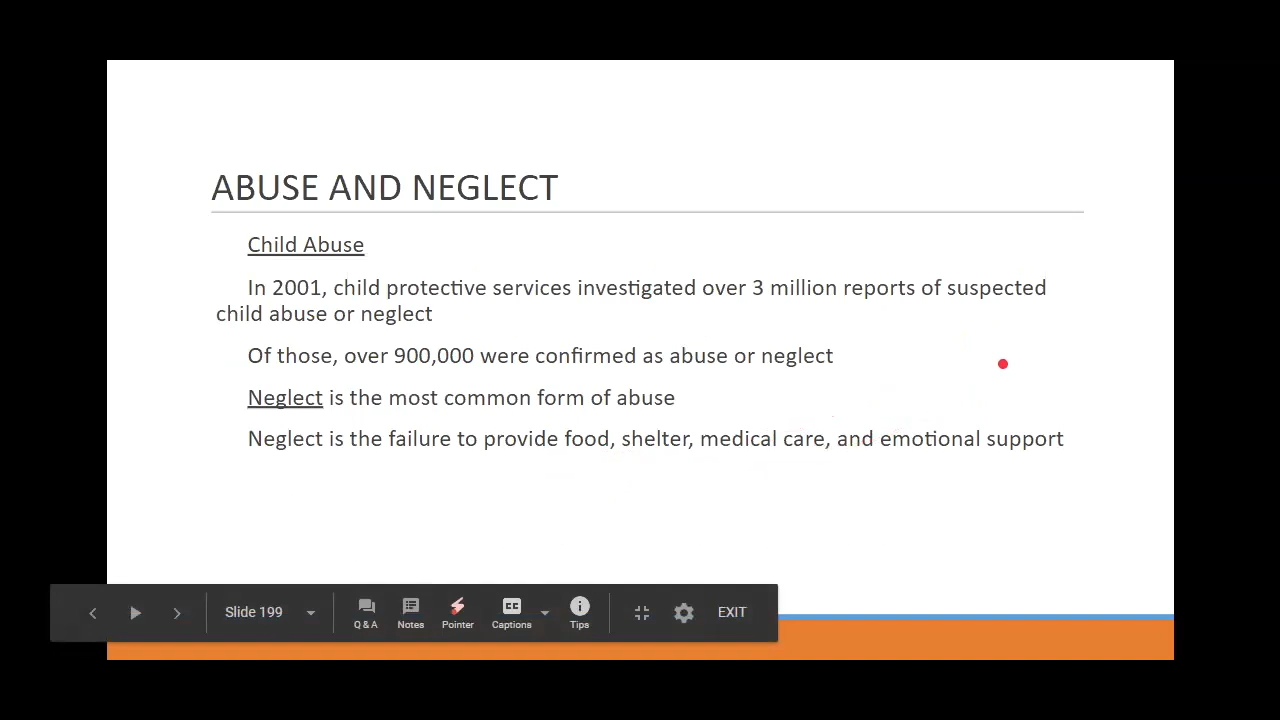 ABUSE AND NEGLECT
Child Abuse
In 2001, child protective services investigated over 3 million reports of suspected
child abuse or neglect
Of those, over 900,000 were confirmed as abuse or neglect
Neglect is the most common form of abuse
Neglect is the failure to provide food, shelter, medical care, and emotional support
Slide 199
Q & A
Notes
Pointer
CC
Captions
Tips
EXIT